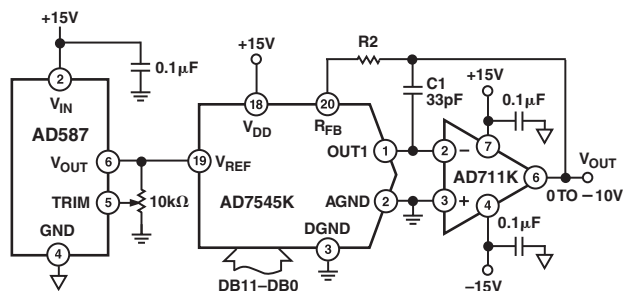 +15V
0.1μF
2
VIN
AD587
VOUT
6
TRIM
5
10kΩ
GND
4
+15V
18
VDD
20
RFB
R2
19
VREF
AD7545K
OUT1
1
AGND
2
DGND
3
DB11–DB0
C1
33pF
+15V
0.1μF
7
2
–
AD711K
3
+
4
6
VOUT
0 TO –10V
0.1μF
–15V